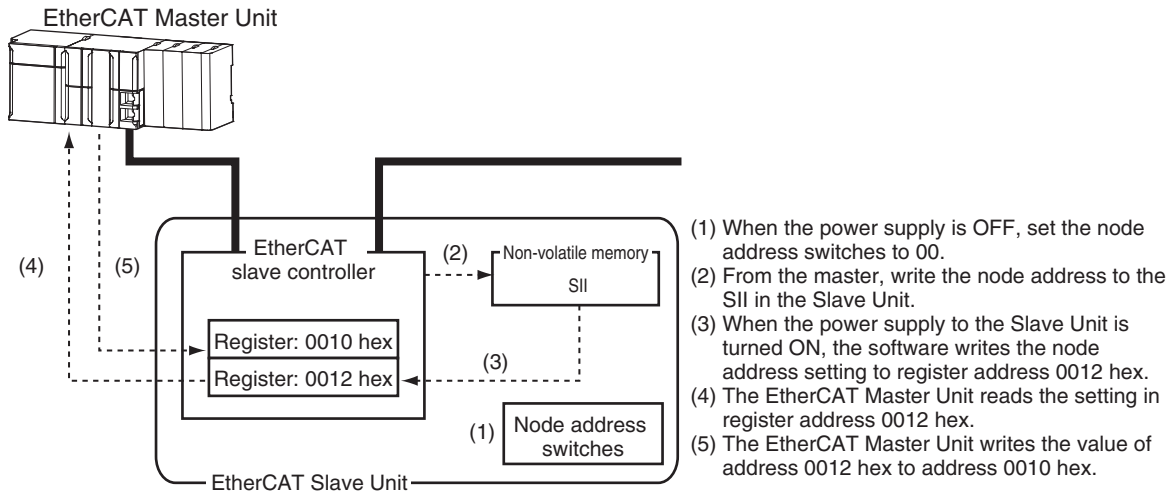 EtherCAT Master Unit
(4)
(5)
EtherCAT
slave controller
(2)
Non-volatile memory
SII
Register: 0010 hex
Register: 0012 hex
(3)
(1)
Node address
switches
EtherCAT Slave Unit
(1) When the power supply is OFF, set the node
address switches to 00.
(2) From the master, write the node address to the
SII in the Slave Unit.
(3) When the power supply to the Slave Unit is
turned ON, the software writes the node
address setting to register address 0012 hex.
(4) The EtherCAT Master Unit reads the setting in
register address 0012 hex.
(5) The EtherCAT Master Unit writes the value of
address 0012 hex to address 0010 hex.